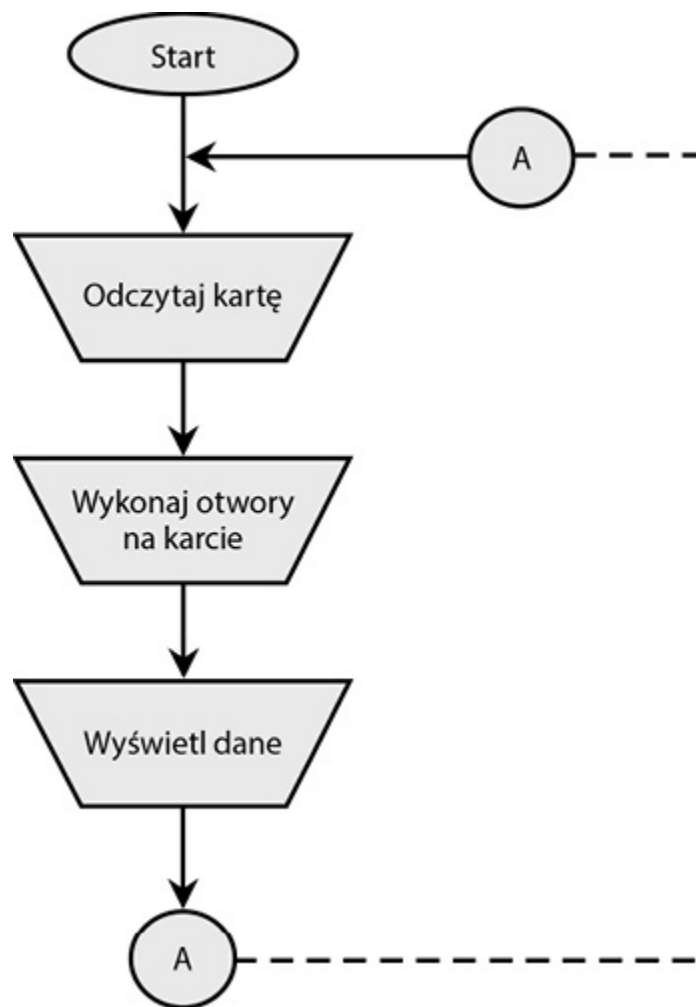 Start
A
Odczytaj kartę
Wykonaj otwory
na karcie
Wyświetl dane
A